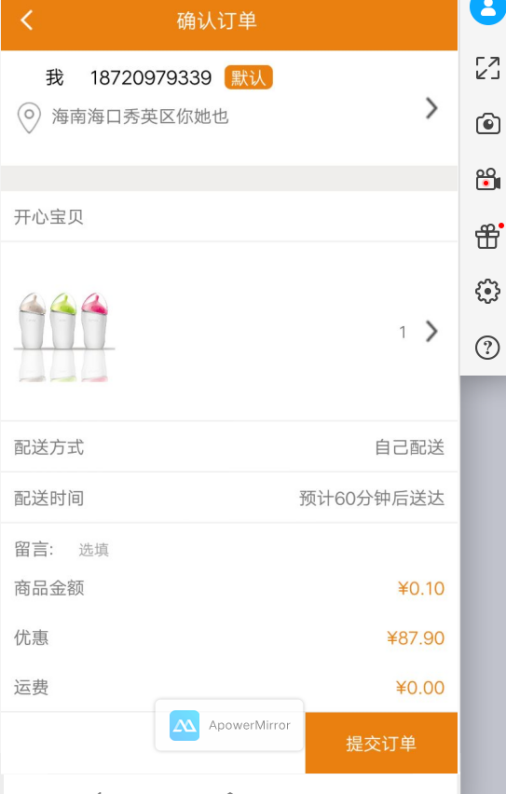 确认订单
我 18720979339 默认
海南海口秀英区你她也
开心宝贝
1
配送方式 自己配送
配送时间 预计60分钟后送达
留言: 选填
商品金额 ¥0.10
优惠 ¥87.90
运费 ¥0.00
ApowerMirror
提交订单